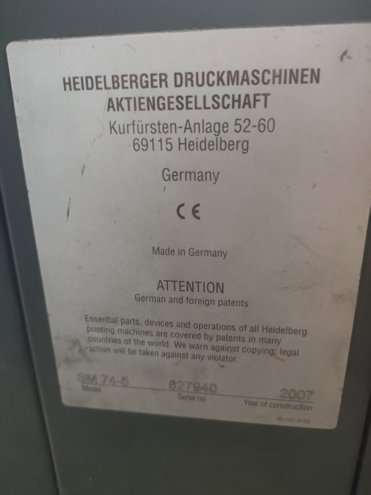 HEIDELBERGER DRUCKMASCHINEN
AKTIENGESELLSCHAFT
Kurfürsten-Anlage 52-60
69115 Heidelberg
Germany
CE
Made in Germany
ATTENTION
German and foreign patents
Essential parts, devices and operations of all Heidelberg
printing machines are covered by patents in many
countries of the world. We warn against copying; legal
action will be taken against any violator.
SM 74-5 627940 2007
Model Serial no Year of construction